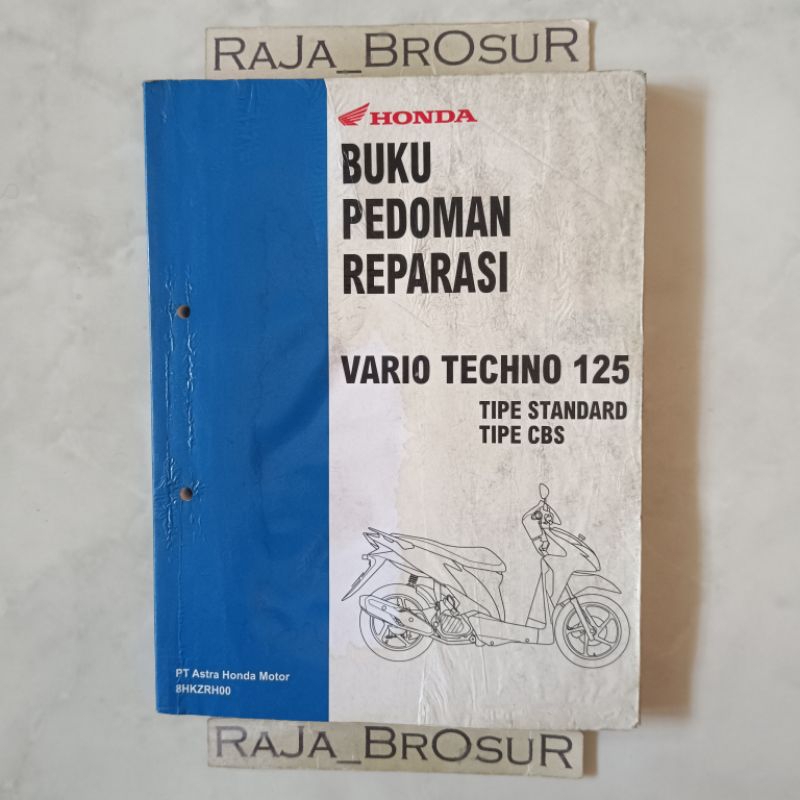 RAJA_BROSUR
HONDA
BUKU
PEDOMAN
REPARASI
VARIO TECHNO 125
TIPE STANDARD
TIPE CBS
PT Astra Honda Motor
8HKZRH00
RAJA_BROSUR